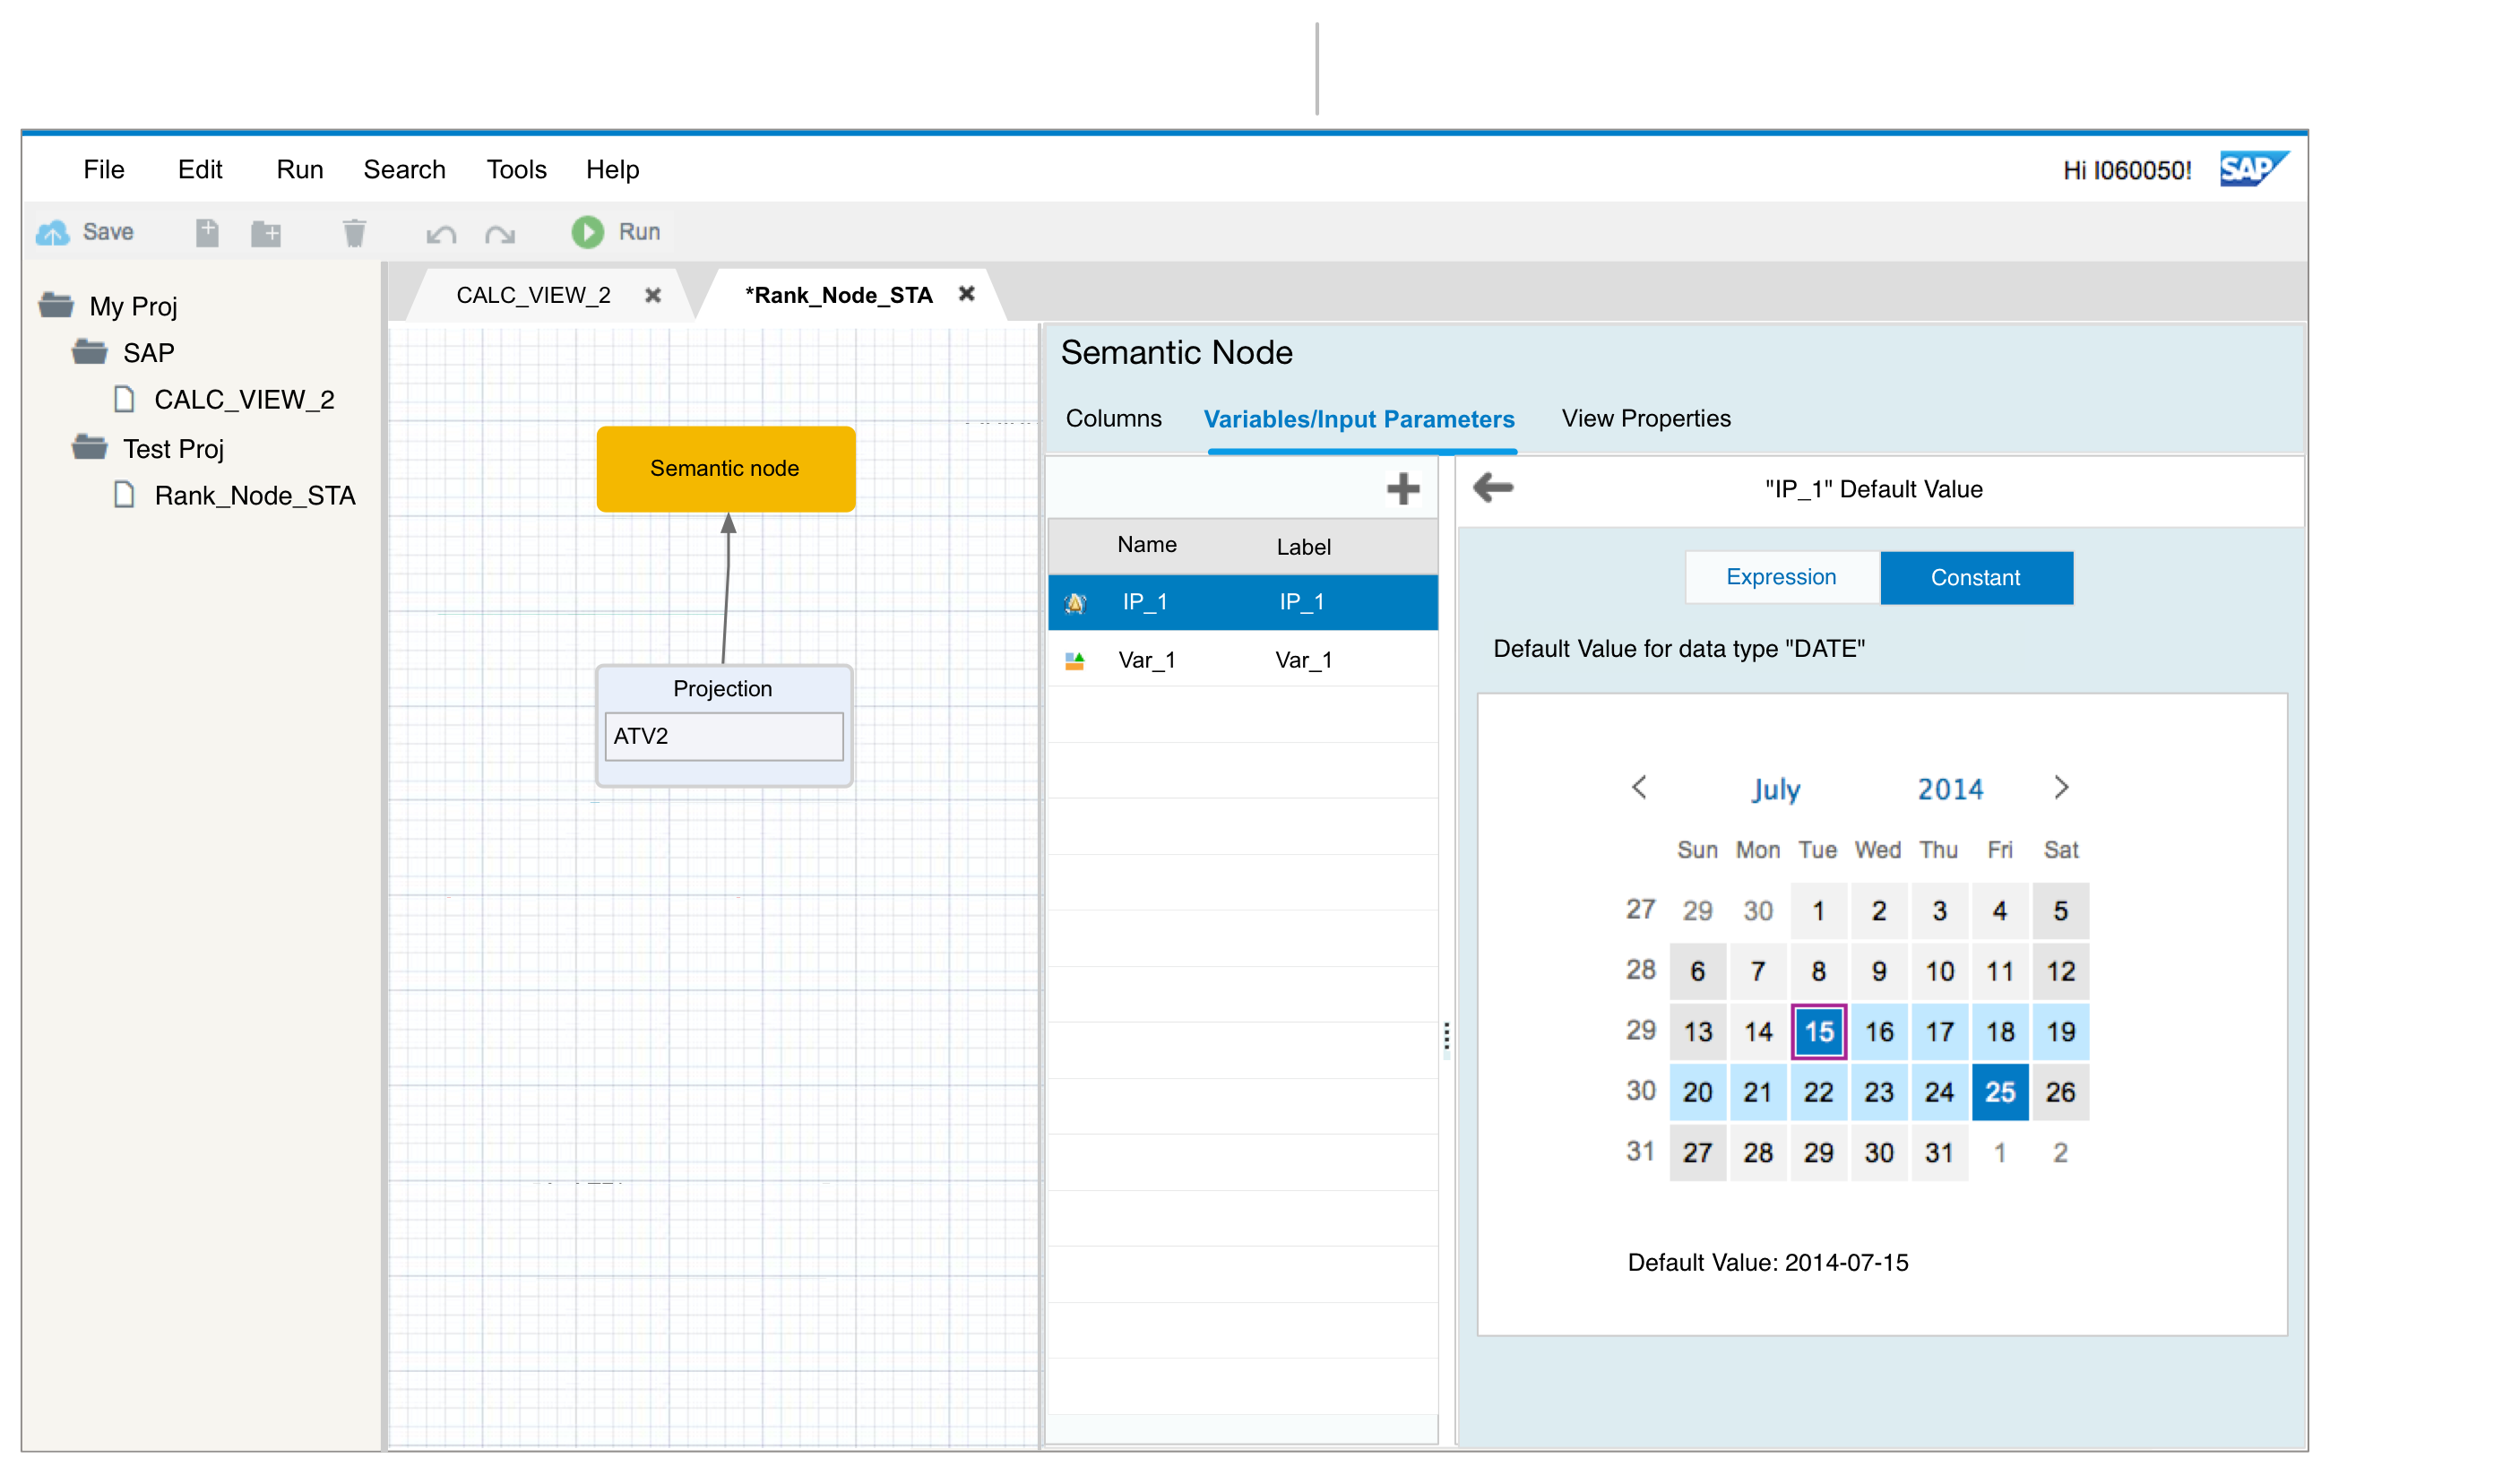 File Edit Run Search Tools Help Hi I060050! SAP
Save Run
My Proj
SAP
CALC_VIEW_2
Test Proj
Rank_Node_STA
CALC_VIEW_2 *Rank_Node_STA
Semantic node
Projection
ATV2
Semantic Node
Columns Variables/Input Parameters View Properties
Name Label
IP_1 IP_1
Var_1 Var_1
"IP_1" Default Value
Expression Constant
Default Value for data type "DATE"
July 2014
Sun Mon Tue Wed Thu Fri Sat
27 29 30 1 2 3 4 5
28 6 7 8 9 10 11 12
29 13 14 15 16 17 18 19
30 20 21 22 23 24 25 26
31 27 28 29 30 31 1 2
Default Value: 2014-07-15